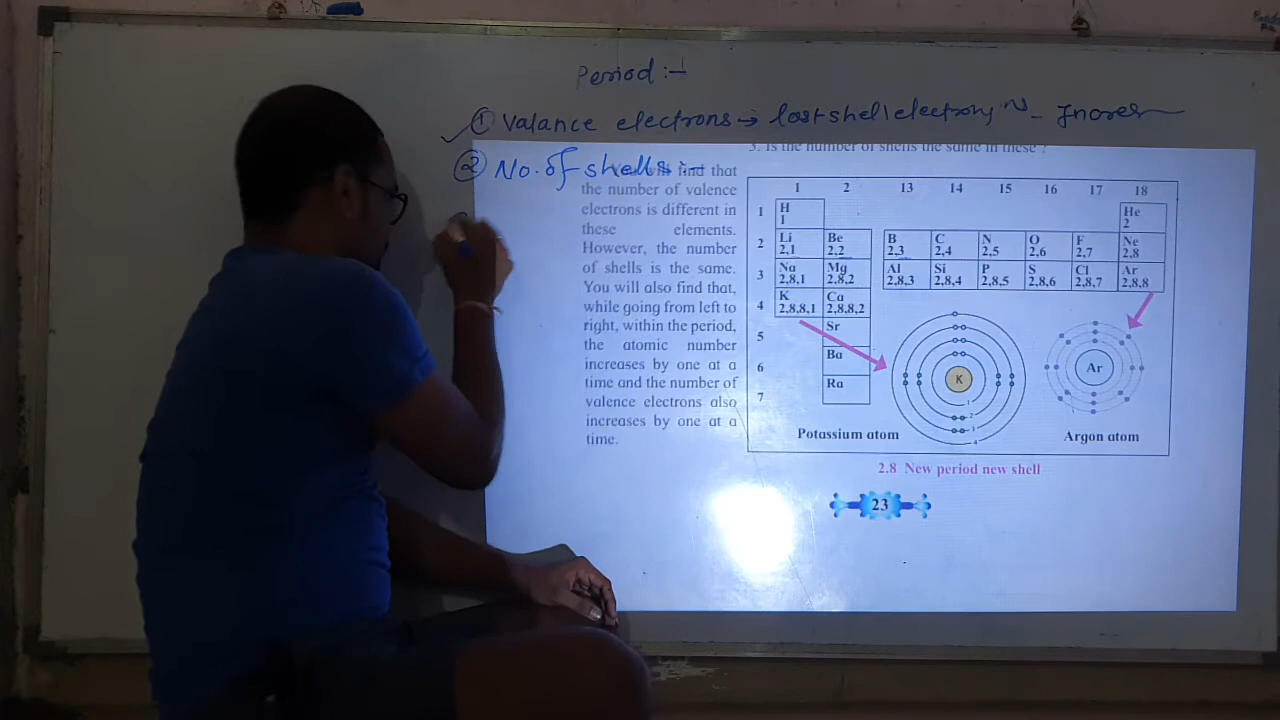 Period :-
① Valance electrons → last shell electrons
② No. of shells :-
3. Is the number of shells the same in these ?
find that
the number of valence
electrons is different in
these elements.
However, the number
of shells is the same.
You will also find that,
while going from left to
right, within the period,
the atomic number
increases by one at a
time and the number of
valence electrons also
increases by one at a
time.
1 2 13 14 15 16 17 18
1 H He
1 2
2 Li Be B C N O F Ne
2,1 2,2 2,3 2,4 2,5 2,6 2,7 2,8
3 Na Mg Al Si P S Cl Ar
2,8,1 2,8,2 2,8,3 2,8,4 2,8,5 2,8,6 2,8,7 2,8,8
4 K Ca
2,8,8,1 2,8,8,2
5 Sr
6 Ba
7 Ra
K
1
2
3
4
Ar
Potassium atom Argon atom
2.8 New period new shell
23